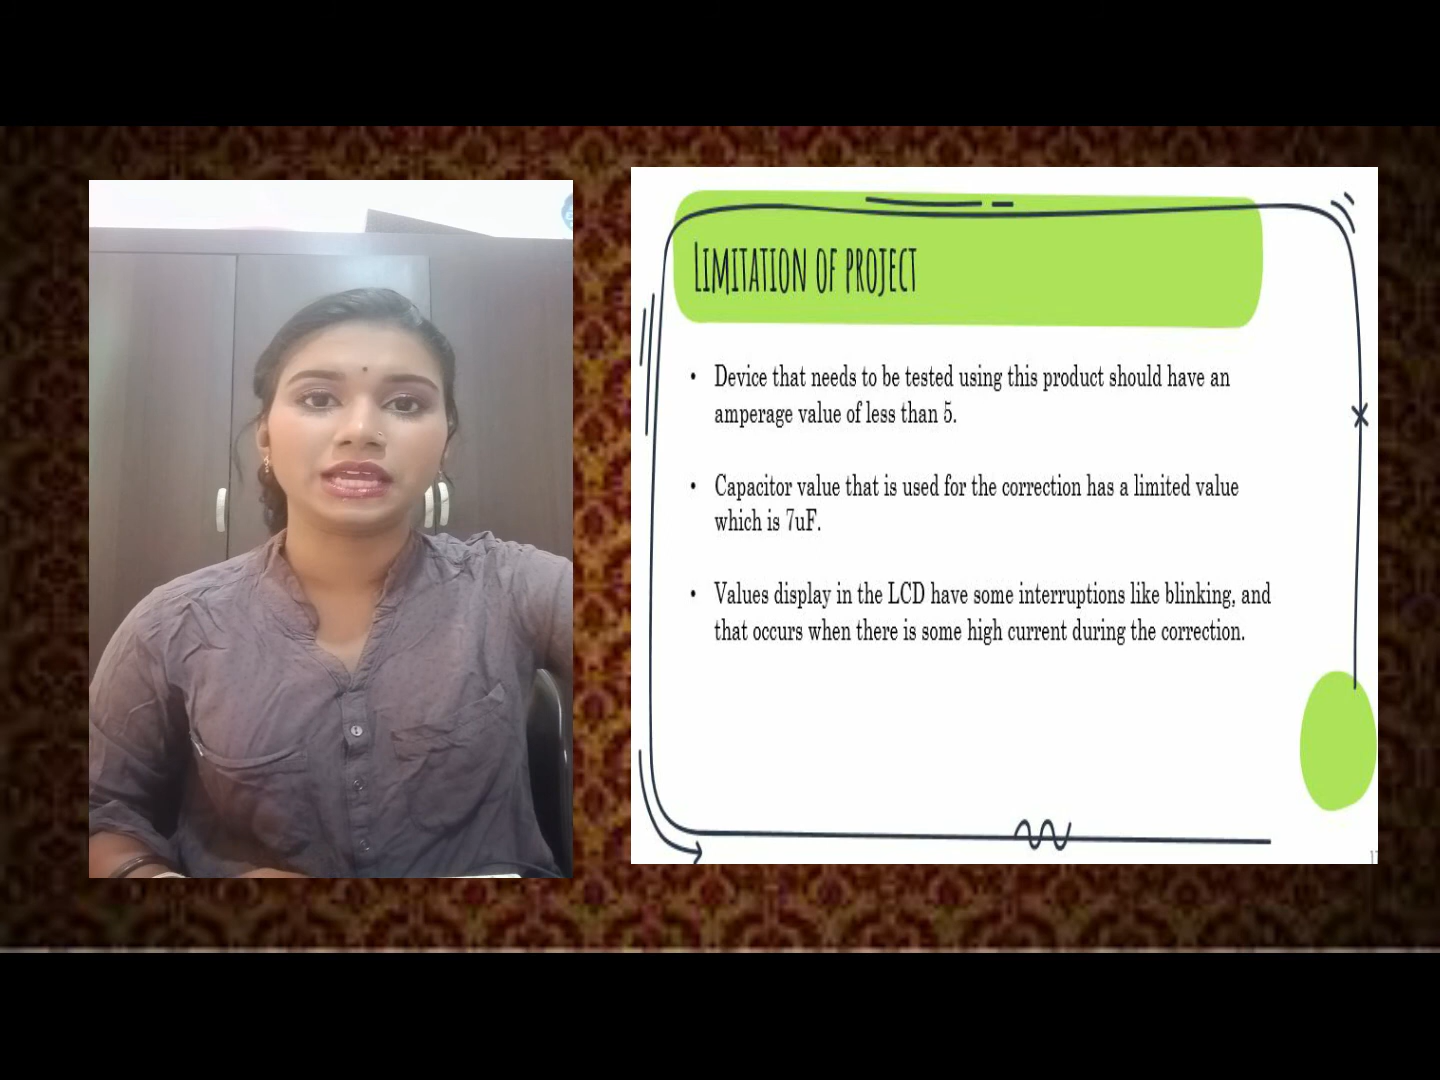 LIMITATION OF PROJECT
• Device that needs to be tested using this product should have an
amperage value of less than 5.
• Capacitor value that is used for the correction has a limited value
which is 7uF.
• Values display in the LCD have some interruptions like blinking, and
that occurs when there is some high current during the correction.